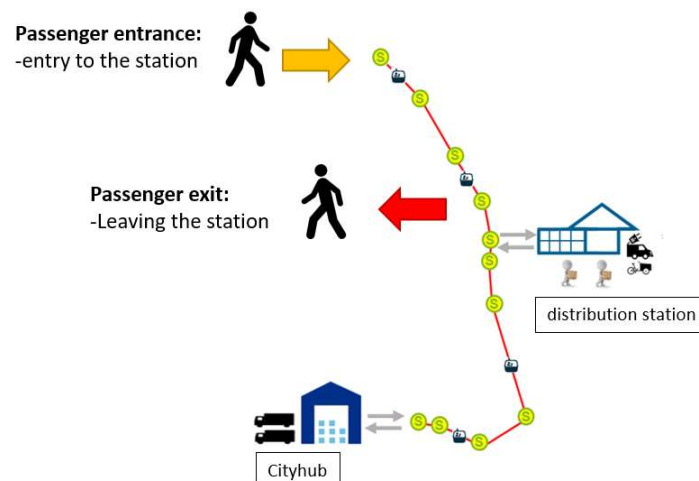 Passenger entrance:
-entry to the station
Passenger exit:
-Leaving the station
distribution station
Cityhub
S
S
S
S
S
S
S
S
S
S
S